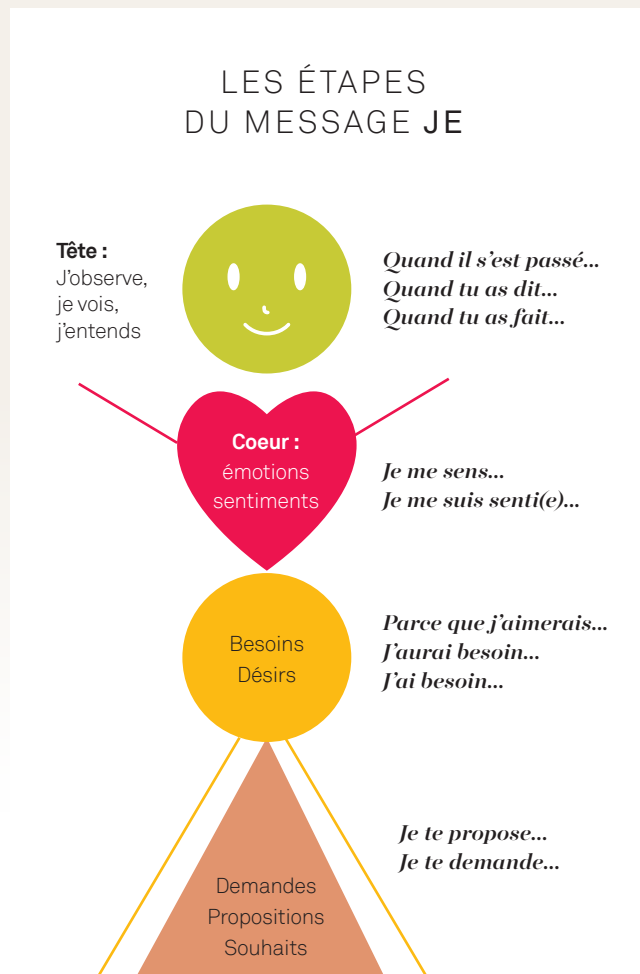 LES ÉTAPES
DU MESSAGE JE
Tête :
J'observe,
je vois,
j'entends
Quand il s'est passé...
Quand tu as dit...
Quand tu as fait...
Coeur :
émotions
sentiments
Je me sens...
Je me suis senti(e)...
Besoins
Désirs
Parce que j'aimerais...
J'aurai besoin...
J'ai besoin...
Je te propose...
Je te demande...
Demandes
Propositions
Souhaits